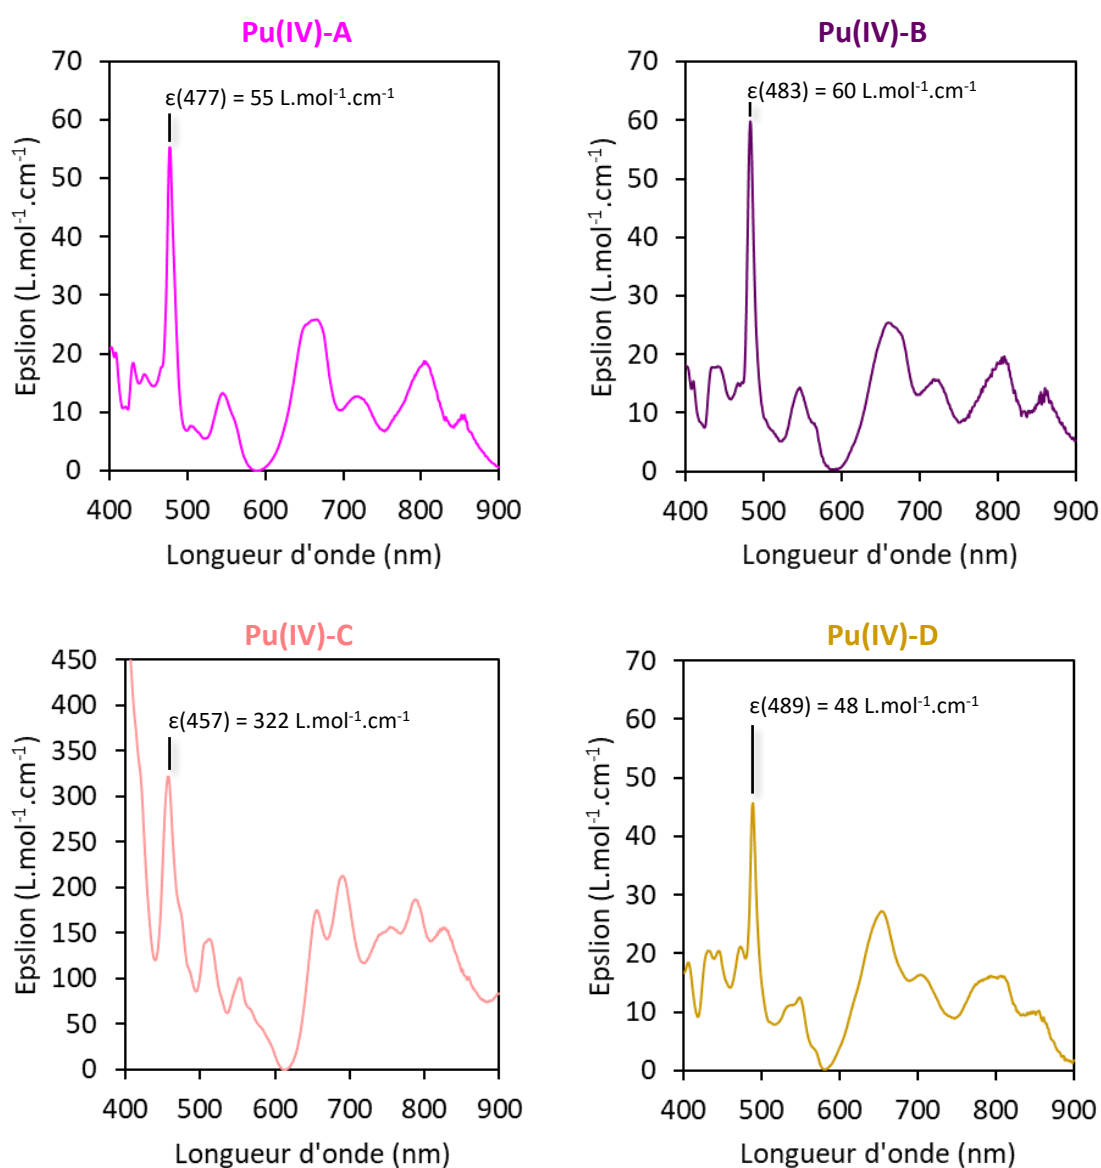 Pu(IV)-A
ε(477) = 55 L.mol⁻¹.cm⁻¹
70
60
50
40
30
20
10
0
Epslion (L.mol⁻¹.cm⁻¹)
400 500 600 700 800 900
Longueur d'onde (nm)
Pu(IV)-B
ε(483) = 60 L.mol⁻¹.cm⁻¹
70
60
50
40
30
20
10
0
Epslion (L.mol⁻¹.cm⁻¹)
400 500 600 700 800 900
Longueur d'onde (nm)
Pu(IV)-C
ε(457) = 322 L.mol⁻¹.cm⁻¹
450
400
350
300
250
200
150
100
50
0
Epslion (L.mol⁻¹.cm⁻¹)
400 500 600 700 800 900
Longueur d'onde (nm)
Pu(IV)-D
ε(489) = 48 L.mol⁻¹.cm⁻¹
70
60
50
40
30
20
10
0
Epslion (L.mol⁻¹.cm⁻¹)
400 500 600 700 800 900
Longueur d'onde (nm)